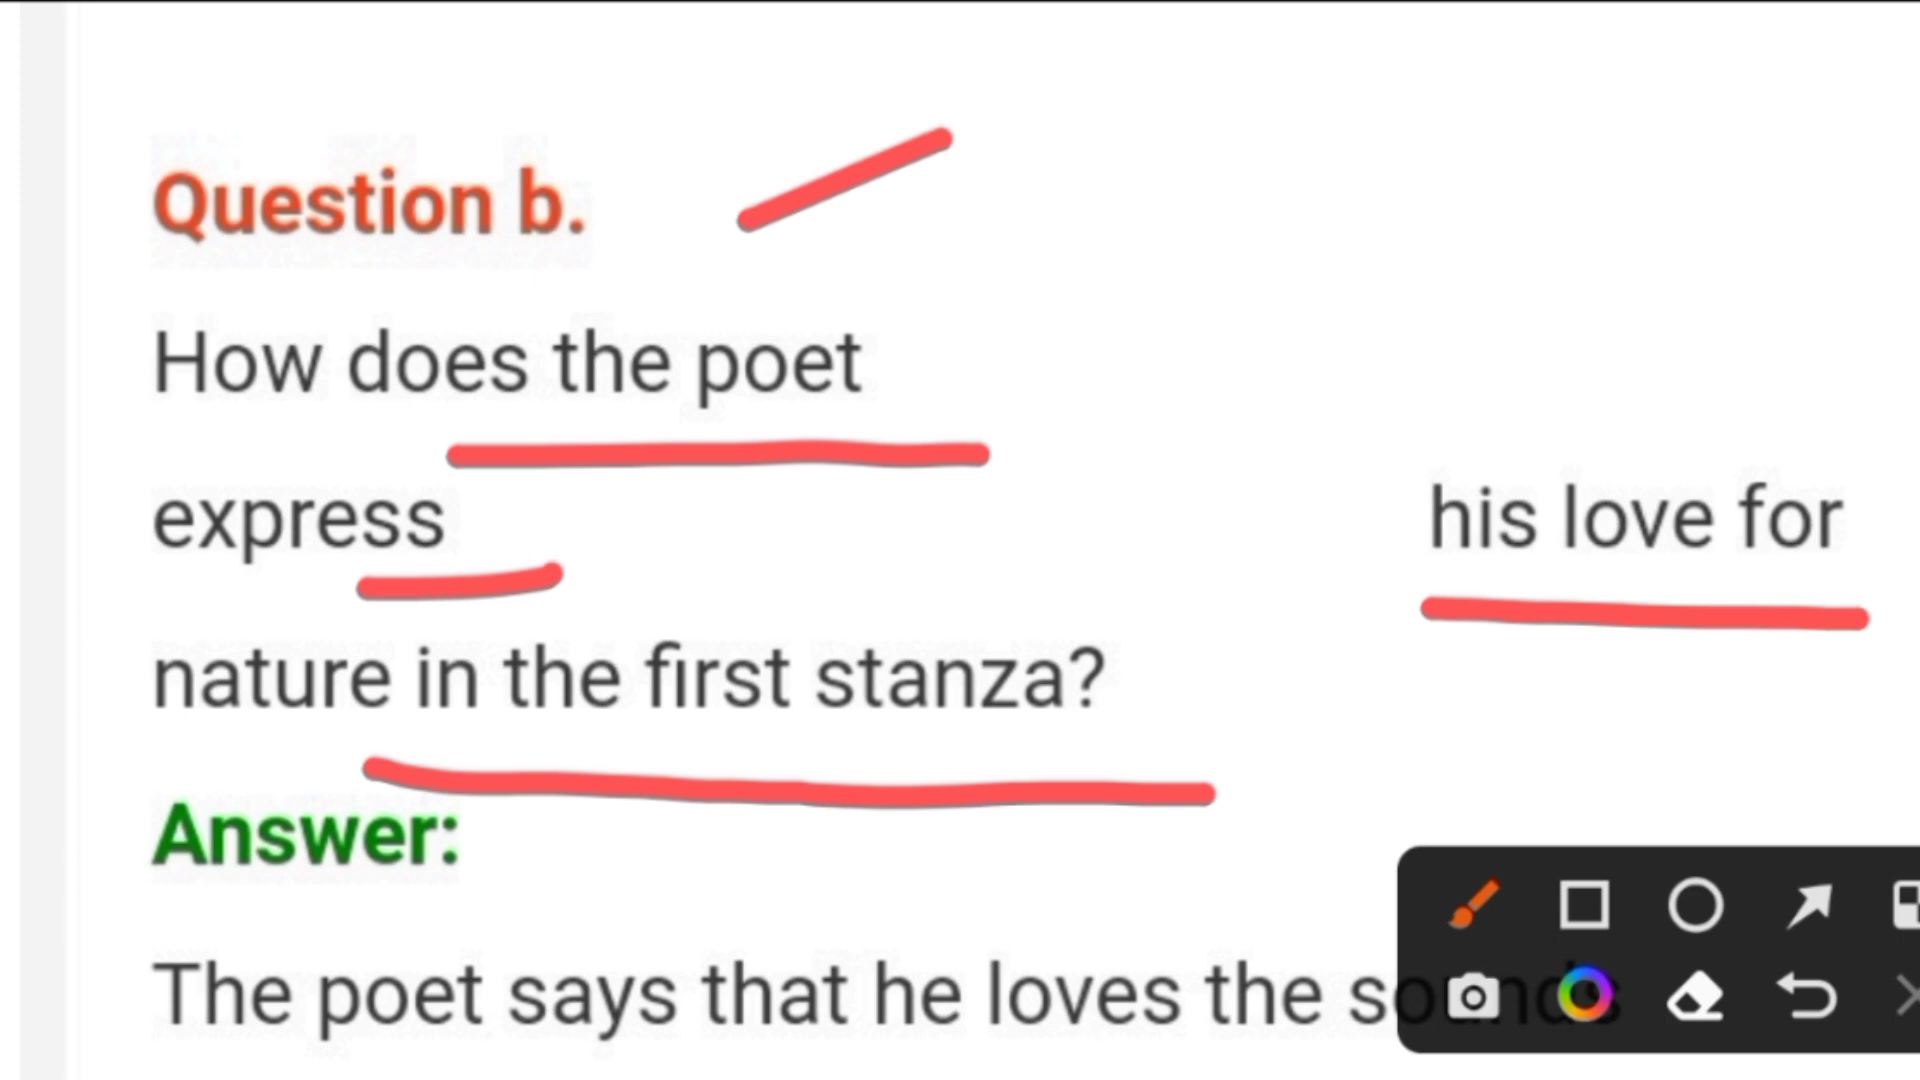 Question b.
How does the poet
express his love for
nature in the first stanza?
Answer:
The poet says that he loves the sounds